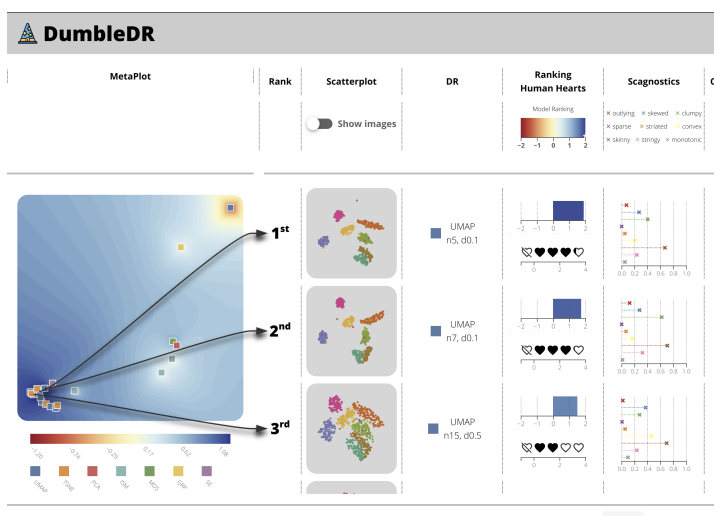 DumbleDR
MetaPlot
Rank
Scatterplot
DR
Ranking
Human Hearts
Scagnostics
Show images
Model Ranking
−2 −1 0 1 2
× outlying × skewed × clumpy
× sparse × striated × convex
× skinny × stringy × monotonic
1st
UMAP
n5, d0.1
−2 −1 0 1 2
0 2 4
0.0 0.2 0.4 0.6 0.8 1.0
2nd
UMAP
n7, d0.1
−2 −1 0 1 2
0 2 4
0.0 0.2 0.4 0.6 0.8 1.0
3rd
UMAP
n15, d0.5
−2 −1 0 1 2
0 2 4
0.0 0.2 0.4 0.6 0.8 1.0
−1.20 −0.74 −0.29 0.17 0.62 1.08
UMAP TSNE PCA ISM MDS GRP SE